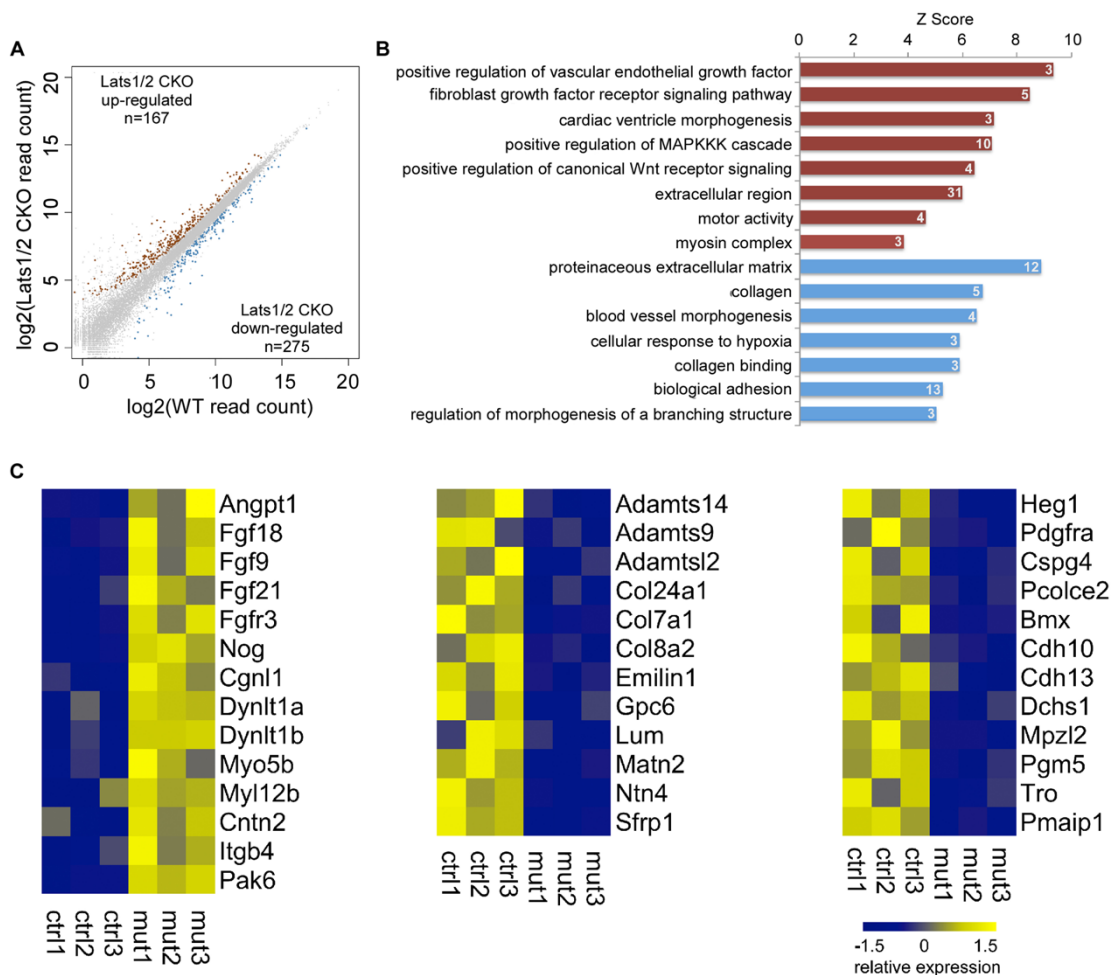 A
20
15
10
5
0
log2(Lats1/2 CKO read count)
Lats1/2 CKO
up-regulated
n=167
Lats1/2 CKO
down-regulated
n=275
0 5 10 15 20
log2(WT read count)
B
Z Score
0 2 4 6 8 10
positive regulation of vascular endothelial growth factor 3
fibroblast growth factor receptor signaling pathway 5
cardiac ventricle morphogenesis 3
positive regulation of MAPKKK cascade 10
positive regulation of canonical Wnt receptor signaling 4
extracellular region 31
motor activity 4
myosin complex 3
proteinaceous extracellular matrix 12
collagen 5
blood vessel morphogenesis 4
cellular response to hypoxia 3
collagen binding 3
biological adhesion 13
regulation of morphogenesis of a branching structure 3
C
Angpt1
Fgf18
Fgf9
Fgf21
Fgfr3
Nog
Cgnl1
Dynlt1a
Dynlt1b
Myo5b
Myl12b
Cntn2
Itgb4
Pak6
ctrl1 ctrl2 ctrl3 mut1 mut2 mut3
Adamts14
Adamts9
Adamtsl2
Col24a1
Col7a1
Col8a2
Emilin1
Gpc6
Lum
Matn2
Ntn4
Sfrp1
ctrl1 ctrl2 ctrl3 mut1 mut2 mut3
Heg1
Pdgfra
Cspg4
Pcolce2
Bmx
Cdh10
Cdh13
Dchs1
Mpzl2
Pgm5
Tro
Pmaip1
ctrl1 ctrl2 ctrl3 mut1 mut2 mut3
-1.5 0 1.5
relative expression